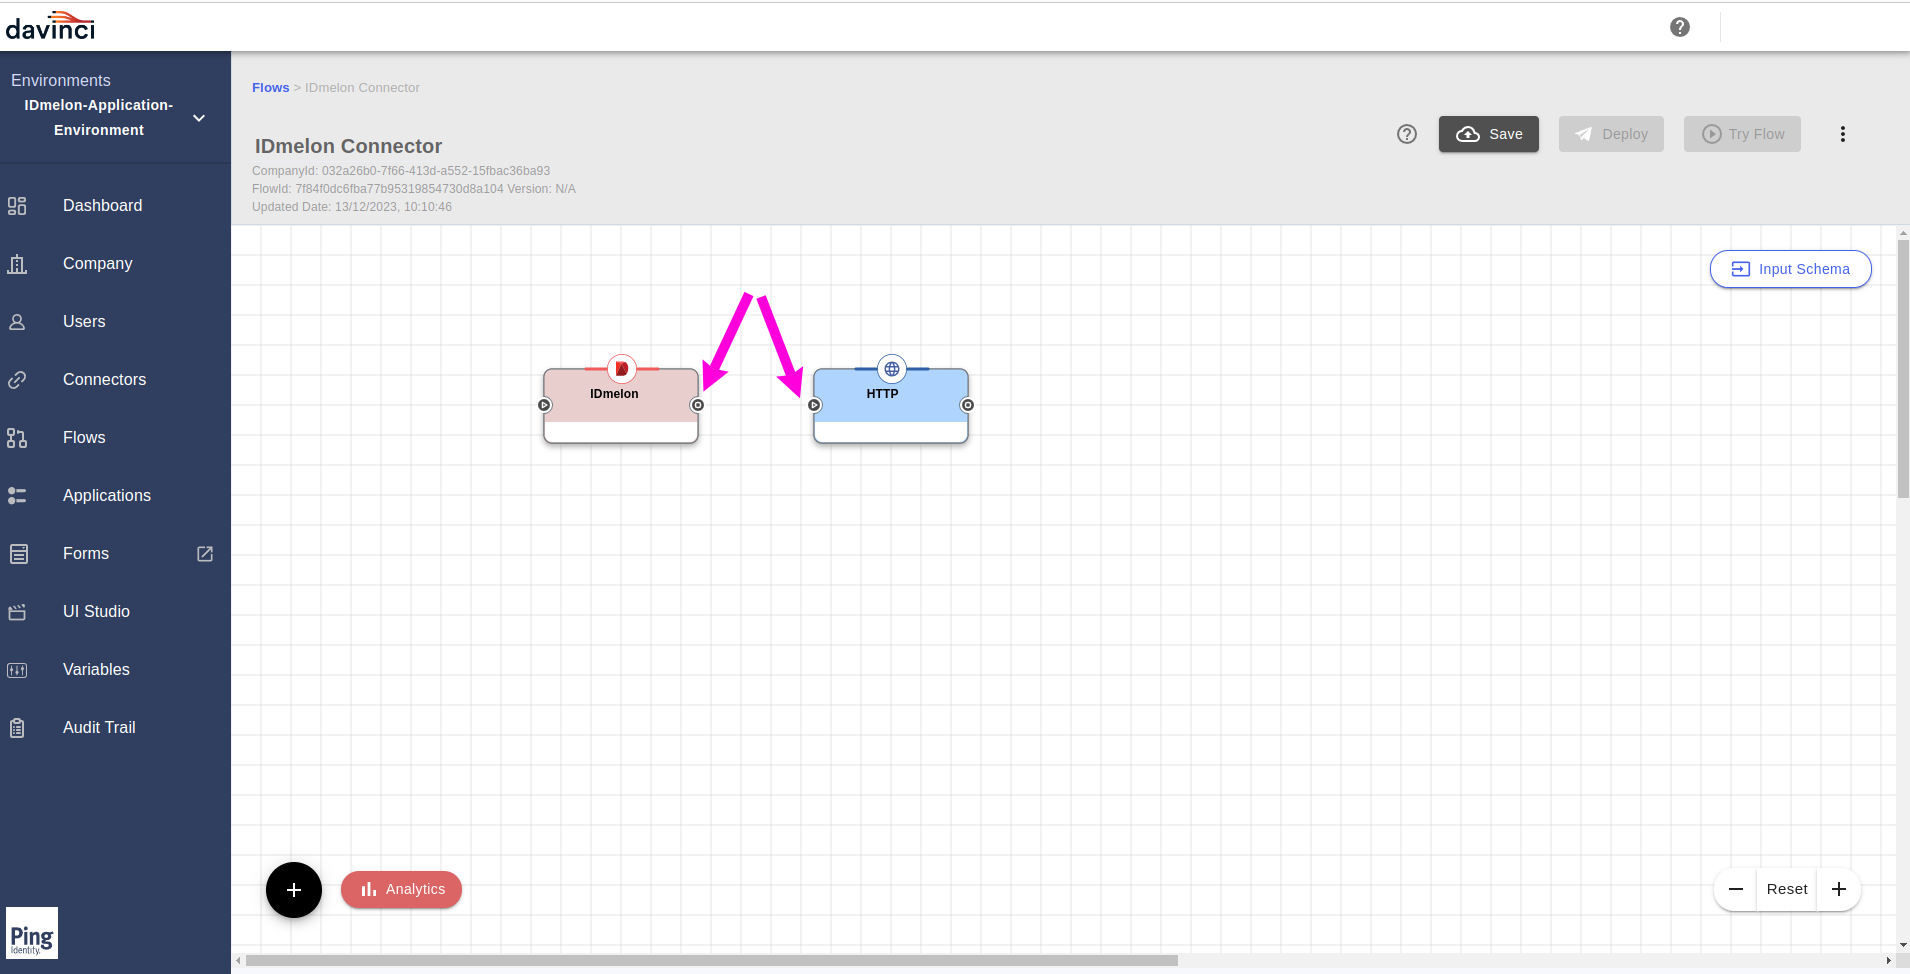 davinci
Environments
IDmelon-Application-
Environment
Dashboard
Company
Users
Connectors
Flows
Applications
Forms
UI Studio
Variables
Audit Trail
Ping
Identity.
Flows > IDmelon Connector
IDmelon Connector
CompanyId: 032a26b0-7f66-413d-a552-15fbac36ba93
FlowId: 7f84f0dc6fba77b95319854730d8a104 Version: N/A
Updated Date: 13/12/2023, 10:10:46
Save
Deploy
Try Flow
Input Schema
IDmelon
HTTP
Analytics
Reset